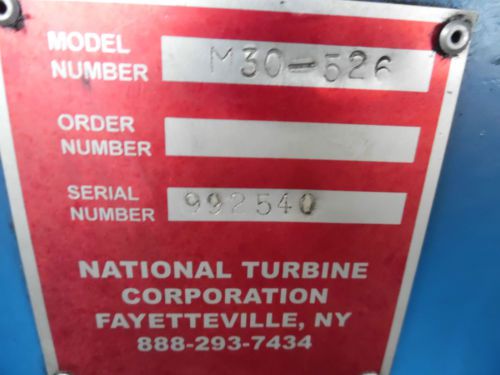 MODEL
NUMBER M30-526
ORDER
NUMBER
SERIAL
NUMBER 992540
NATIONAL TURBINE
CORPORATION
FAYETTEVILLE, NY
888-293-7434